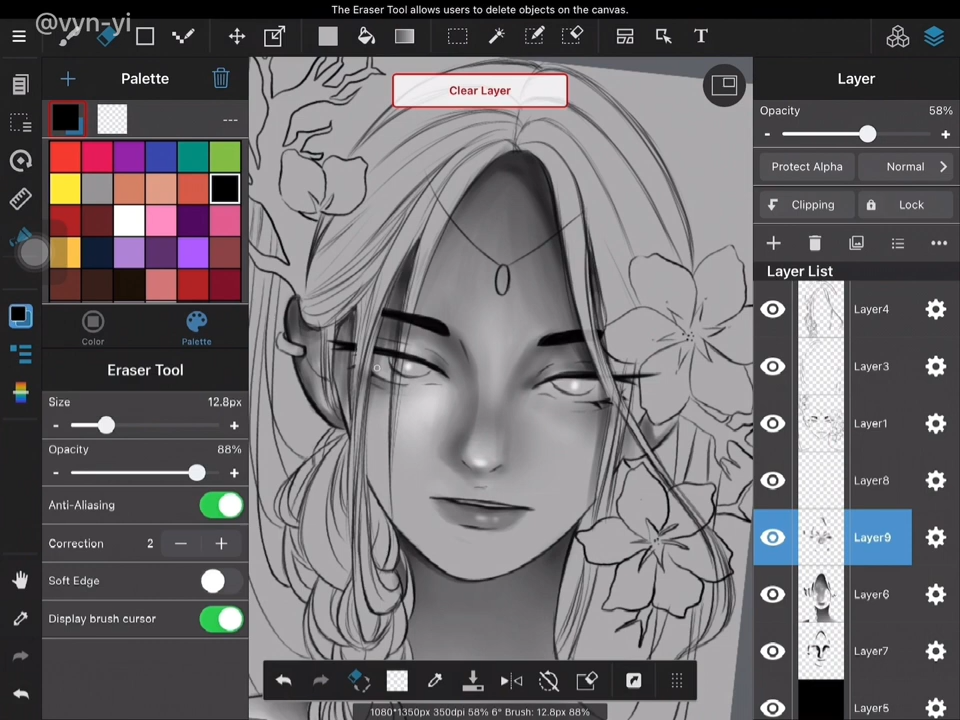 The Eraser Tool allows users to delete objects on the canvas.
@vyn-yi
T
Palette
---
Color
Palette
Eraser Tool
Size
12.8px
-
+
Opacity
88%
-
+
Anti-Aliasing
Correction
2
-
+
Soft Edge
Display brush cursor
Clear Layer
1080*1350px 350dpi 58% 6° Brush: 12.8px 88%
Layer
Opacity
58%
-
+
Protect Alpha
Normal
Clipping
Lock
Layer List
Layer4
Layer3
Layer1
Layer8
Layer9
Layer6
Layer7
Layer5